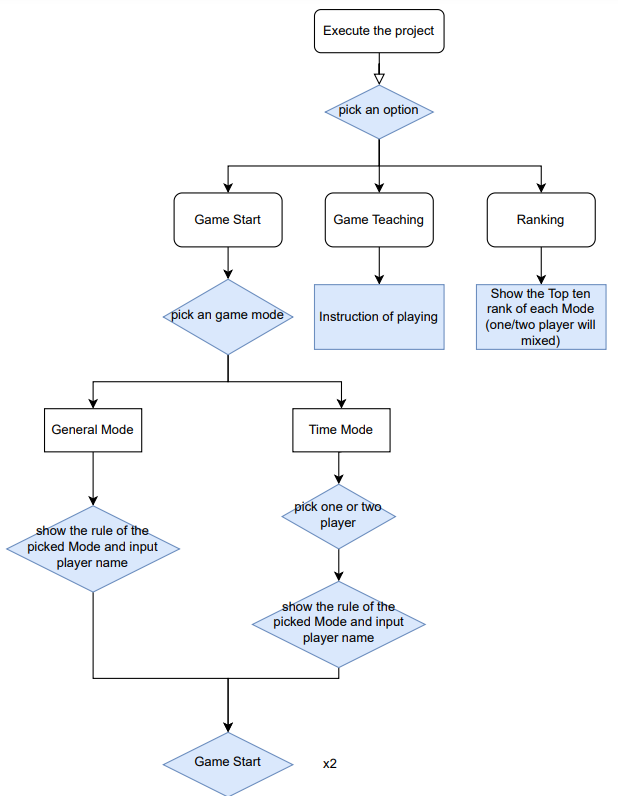 Execute the project
pick an option
Game Start
Game Teaching
Ranking
pick an game mode
Instruction of playing
Show the Top ten
rank of each Mode
(one/two player will
mixed)
General Mode
Time Mode
show the rule of the
picked Mode and input
player name
pick one or two
player
show the rule of the
picked Mode and input
player name
Game Start
x2